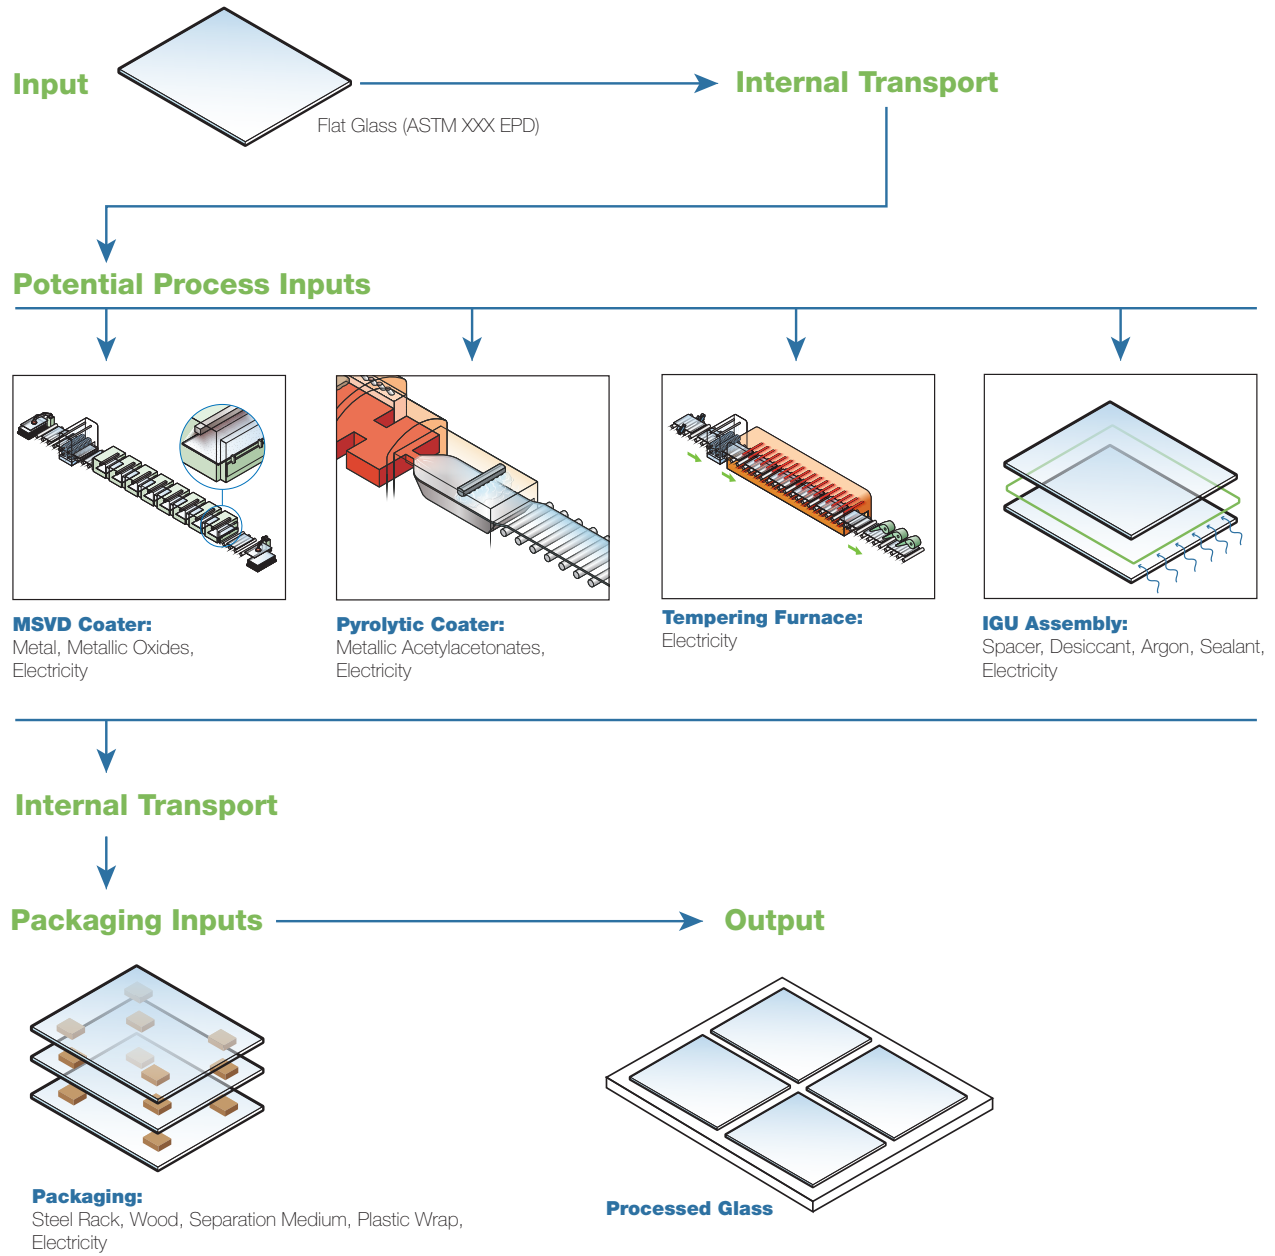 Input
Flat Glass (ASTM XXX EPD)
Internal Transport
Potential Process Inputs
MSVD Coater:
Metal, Metallic Oxides,
Electricity
Pyrolytic Coater:
Metallic Acetylacetonates,
Electricity
Tempering Furnace:
Electricity
IGU Assembly:
Spacer, Desiccant, Argon, Sealant,
Electricity
Internal Transport
Packaging Inputs
Output
Packaging:
Steel Rack, Wood, Separation Medium, Plastic Wrap,
Electricity
Processed Glass